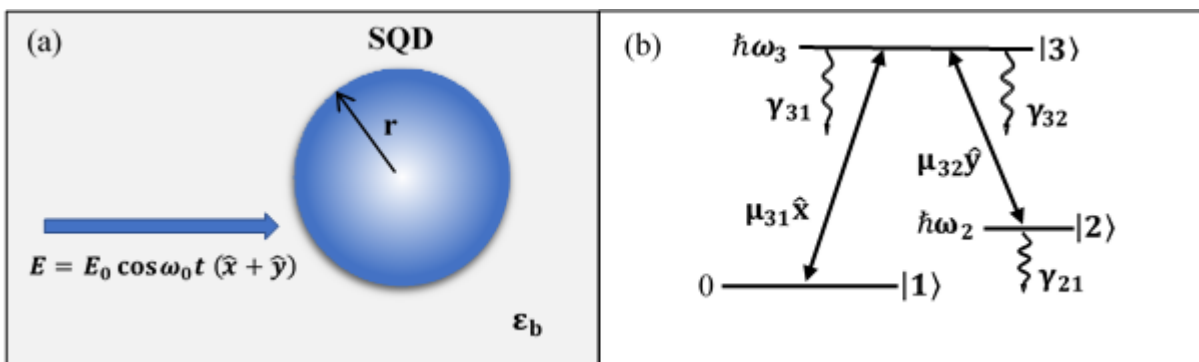 (a)
SQD
r
E = E₀ cos ω₀t (x̂ + ŷ)
ε_b
(b)
ħω₃
|3⟩
γ₃₁
γ₃₂
μ₃₁x̂
μ₃₂ŷ
ħω₂
|2⟩
γ₂₁
0
|1⟩